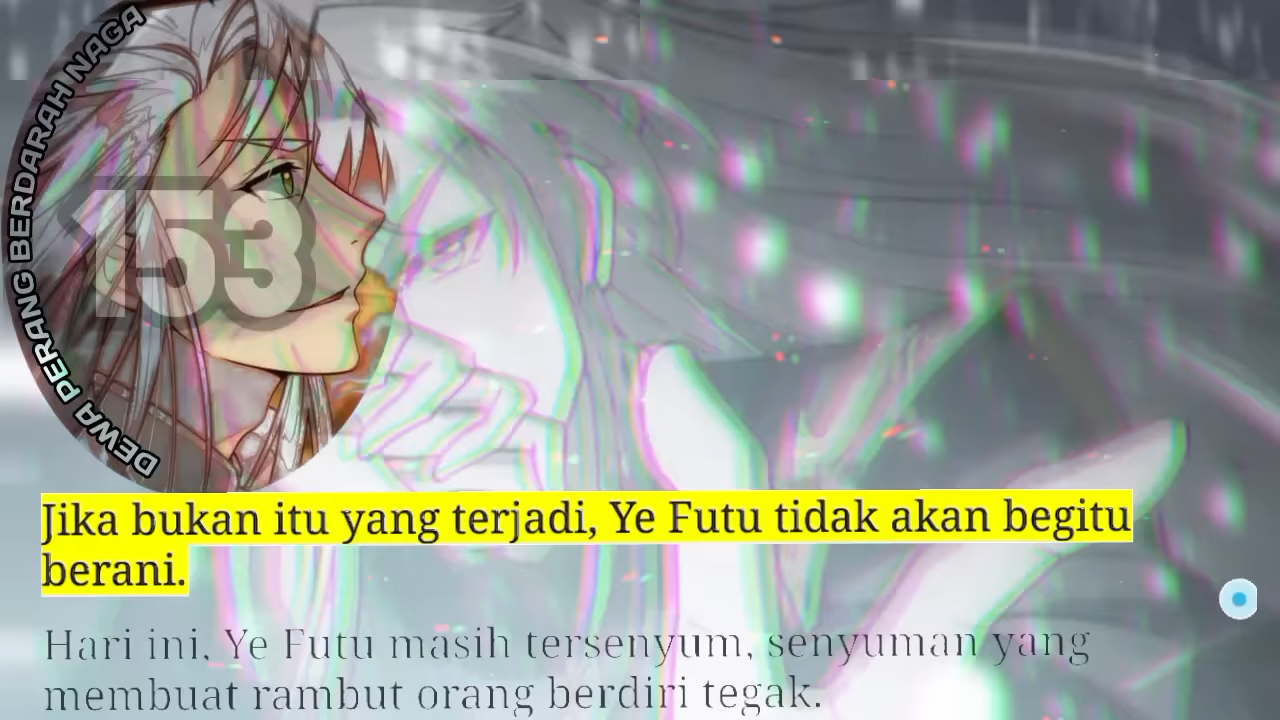 DEWA PERANG BERDARAH NAGA
153
Jika bukan itu yang terjadi, Ye Futu tidak akan begitu
berani.
Hari ini, Ye Futu masih tersenyum, senyuman yang
membuat rambut orang berdiri tegak.